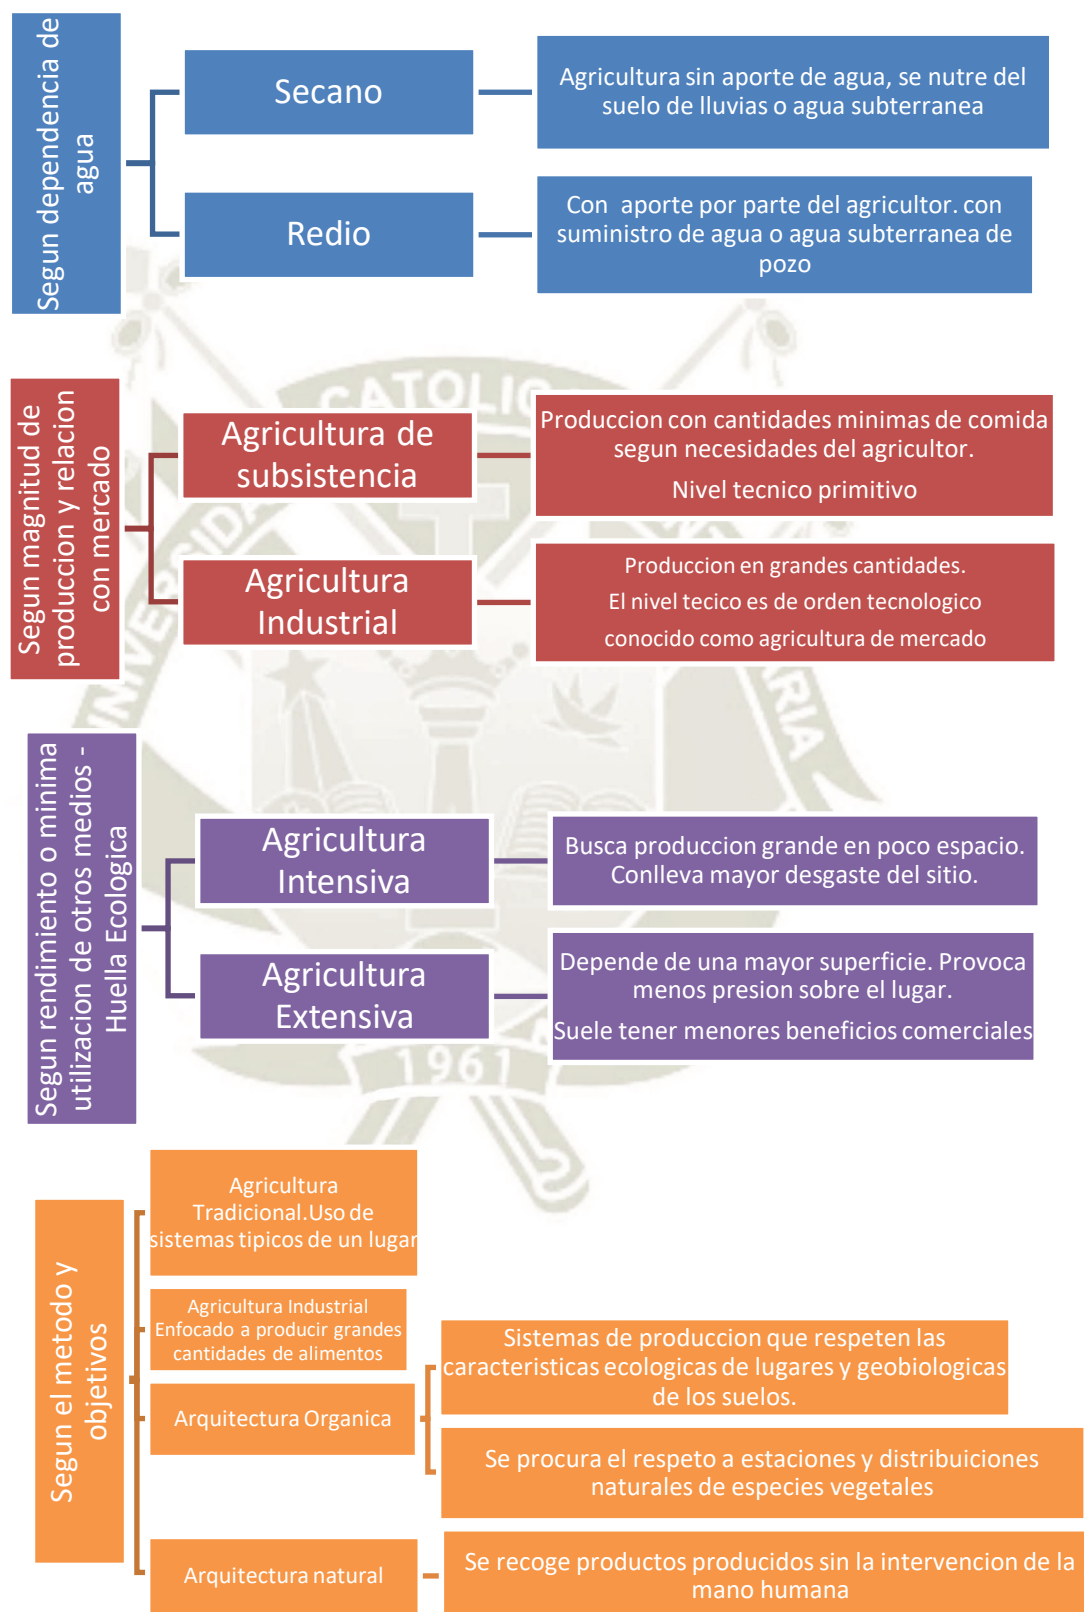 Segun dependencia de
agua
Secano
Agricultura sin aporte de agua, se nutre del
suelo de lluvias o agua subterranea
Redio
Con aporte por parte del agricultor. con
suministro de agua o agua subterranea de
pozo
Segun magnitud de
produccion y relacion
con mercado
Agricultura de
subsistencia
Produccion con cantidades minimas de comida
segun necesidades del agricultor.
Nivel tecnico primitivo
Agricultura
Industrial
Produccion en grandes cantidades.
El nivel tecico es de orden tecnologico
conocido como agricultura de mercado
Segun rendimiento o minima
utilizacion de otros medios -
Huella Ecologica
Agricultura
Intensiva
Busca produccion grande en poco espacio.
Conlleva mayor desgaste del sitio.
Agricultura
Extensiva
Depende de una mayor superficie. Provoca
menos presion sobre el lugar.
Suele tener menores beneficios comerciales
1961
Segun el metodo y
objetivos
Agricultura
Tradicional.Uso de
sistemas tipicos de un lugar
Agricultura Industrial
Enfocado a producir grandes
cantidades de alimentos
Arquitectura Organica
Sistemas de produccion que respeten las
caracteristicas ecologicas de lugares y geobiologicas
de los suelos.
Se procura el respeto a estaciones y distribuiciones
naturales de especies vegetales
Arquitectura natural
Se recoge productos producidos sin la intervencion de la
mano humana